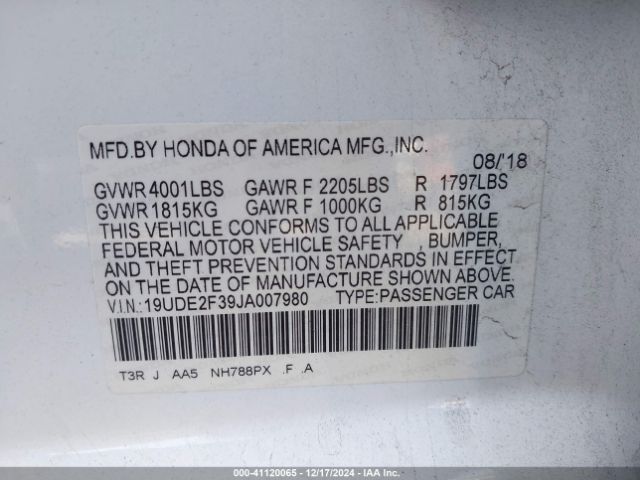 MFD.BY HONDA OF AMERICA MFG.,INC.
08/'18
GVWR 4001LBS GAWR F 2205LBS R 1797LBS
GVWR 1815KG GAWR F 1000KG R 815KG
THIS VEHICLE CONFORMS TO ALL APPLICABLE
FEDERAL MOTOR VEHICLE SAFETY , BUMPER,
AND THEFT PREVENTION STANDARDS IN EFFECT
ON THE DATE OF MANUFACTURE SHOWN ABOVE.
V.I.N.:19UDE2F39JA007980 TYPE:PASSENGER CAR
T3R J AA5 NH788PX .F .A
000-41120065 - 12/17/2024 - IAA Inc.